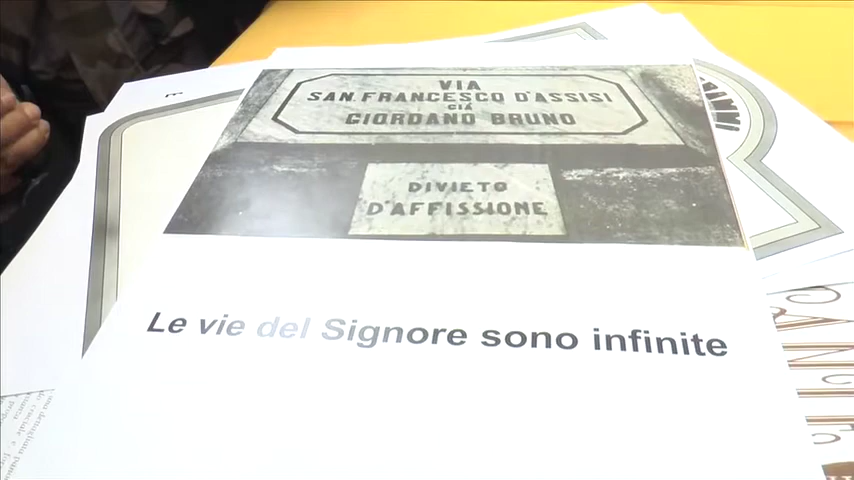 VIA
SAN. FRANCESCO D'ASSISI
GIÀ
GIORDANO BRUNO
DIVIETO
D'AFFISSIONE
Le vie del Signore sono infinite